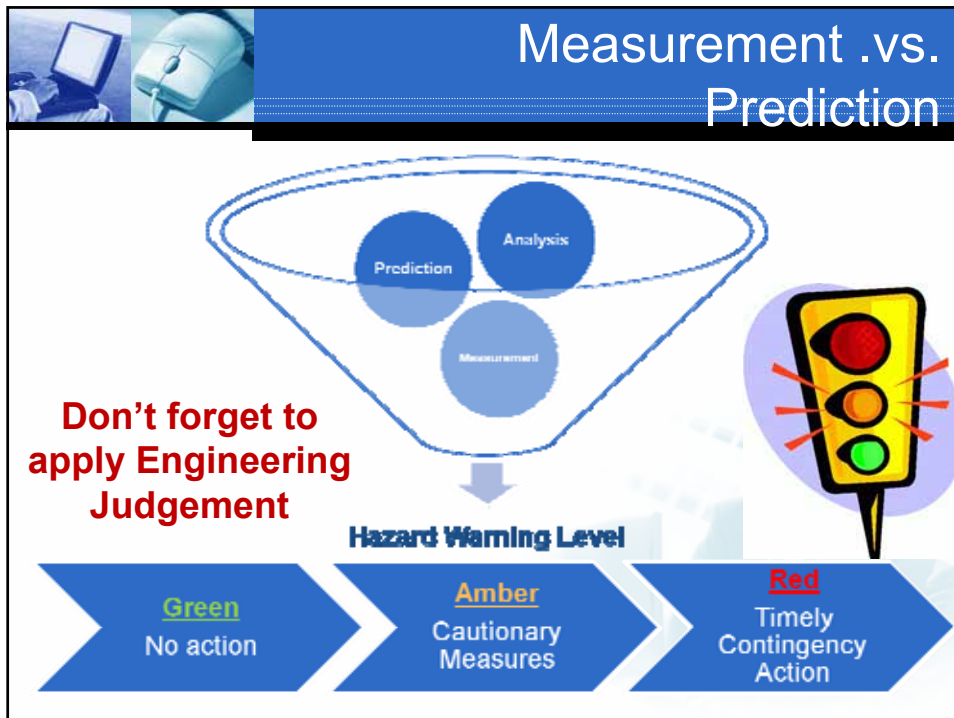 Measurement .vs.
Prediction
Analysis
Prediction
Measurement
Don’t forget to
apply Engineering
Judgement
Hazard Warning Level
Green
No action
Amber
Cautionary
Measures
Red
Timely
Contingency
Action